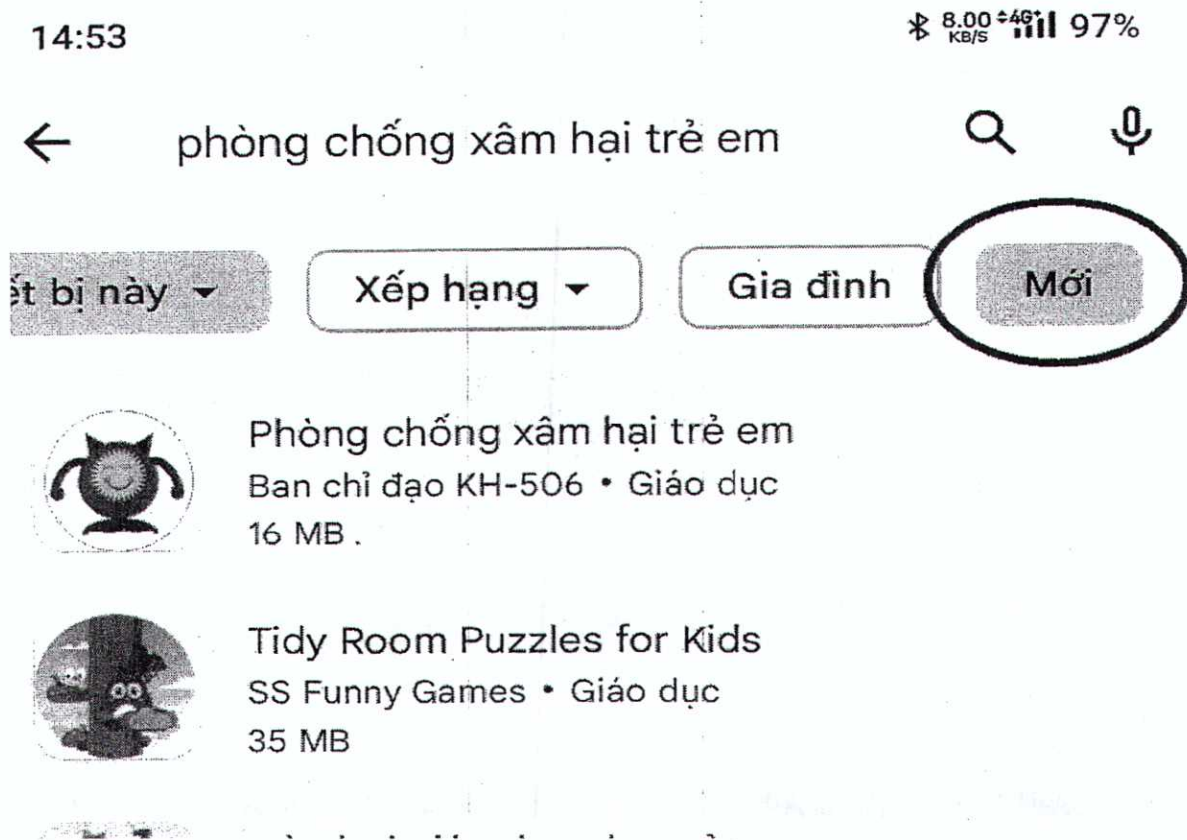 14:53
8.00 KB/S 4G+ 97%
phòng chống xâm hại trẻ em
ết bị này
Xếp hạng
Gia đình
Mới
Phòng chống xâm hại trẻ em
Ban chỉ đạo KH-506 • Giáo dục
16 MB .
Tidy Room Puzzles for Kids
SS Funny Games • Giáo dục
35 MB